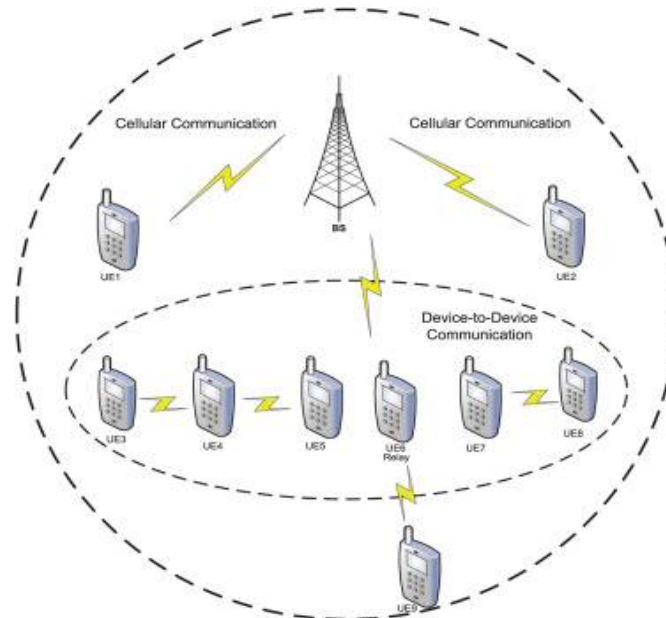 Cellular Communication
Cellular Communication
BS
UE1
UE2
Device-to-Device
Communication
UE3
UE4
UE5
UE6
Relay
UE7
UE8
UE9